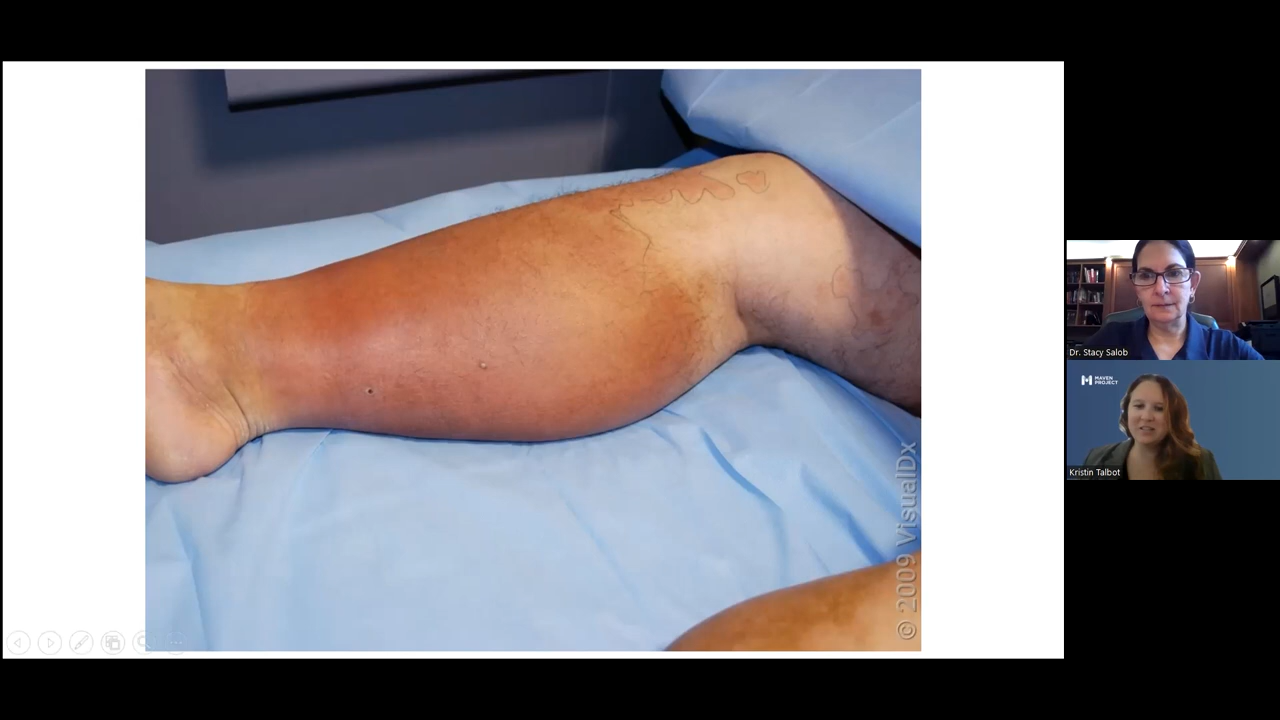 © 2009 VisualDx
Dr. Stacy Salob
MAVEN
PROJECT
Kristin Talbot